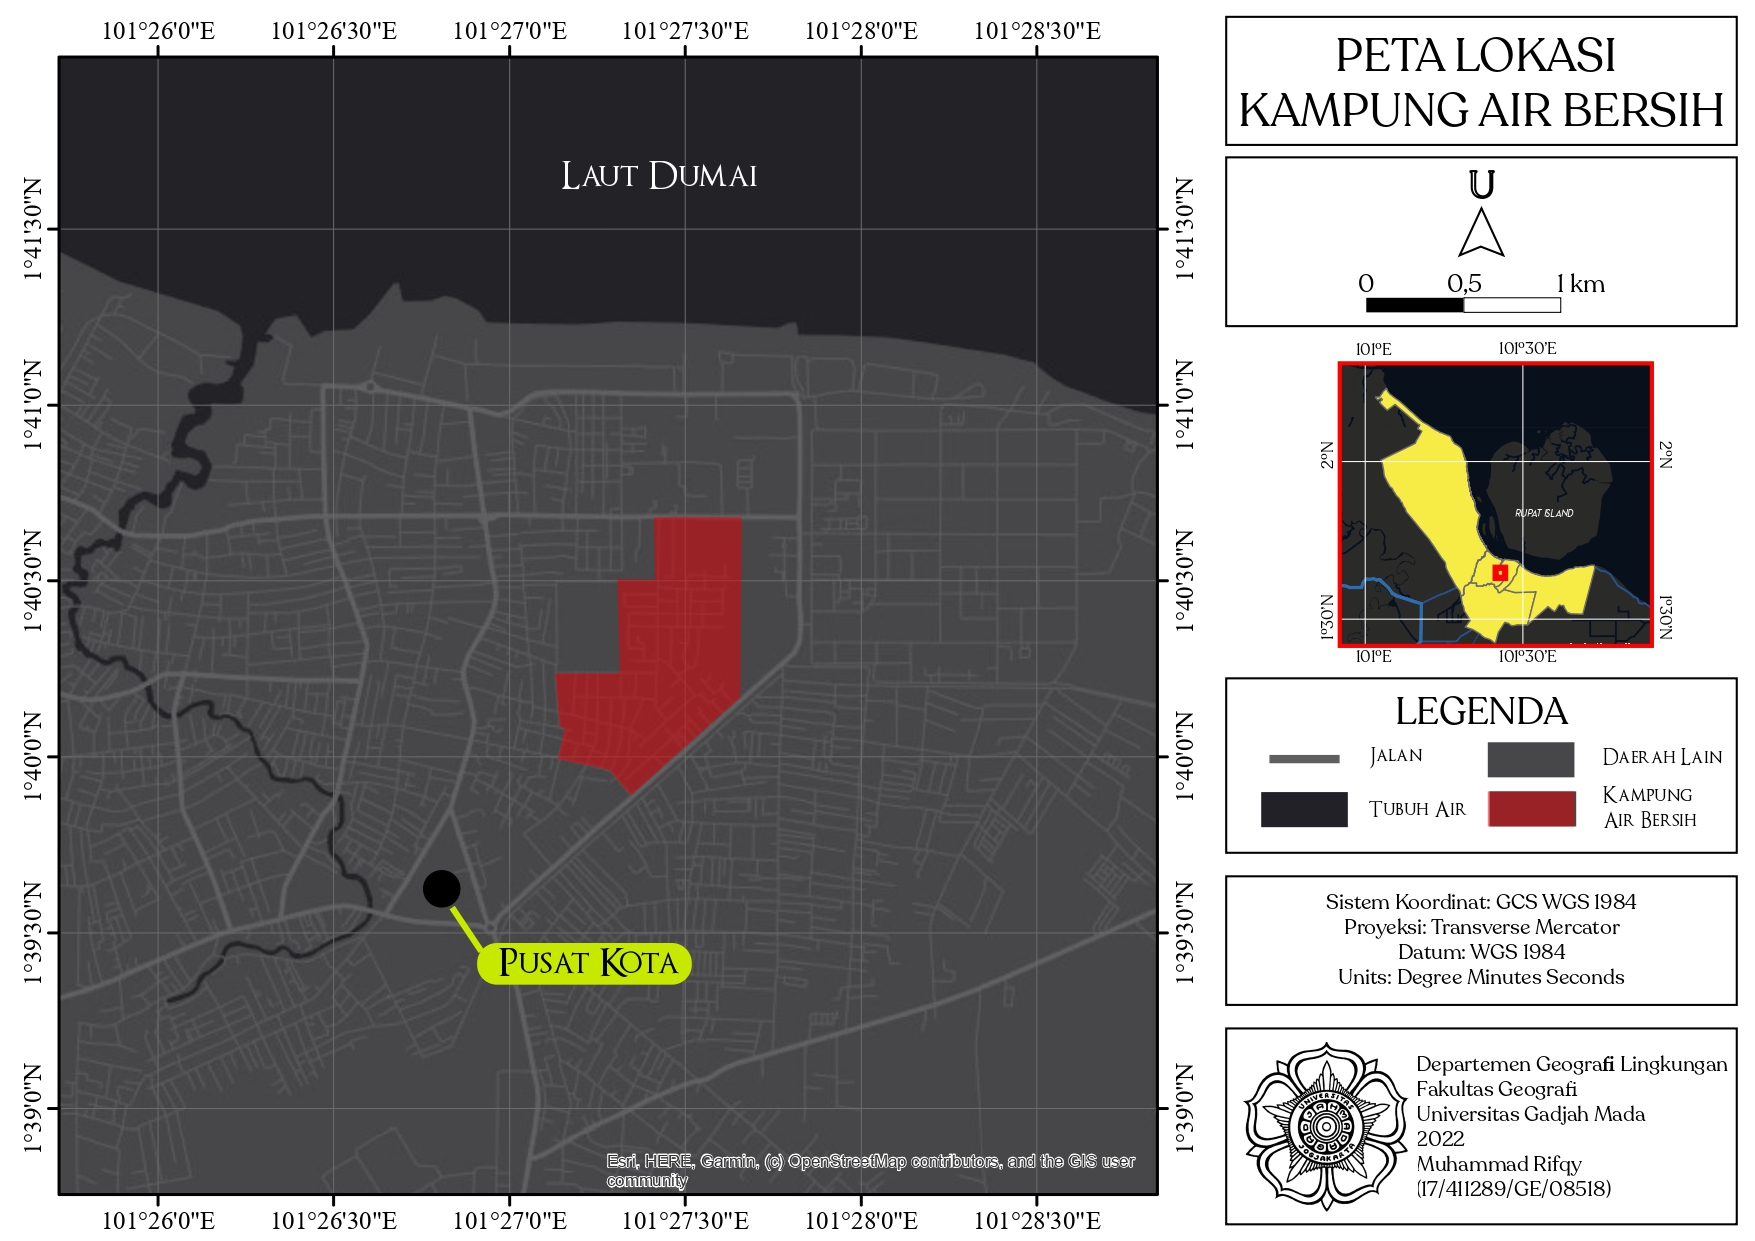 101°26'0"E 101°26'30"E 101°27'0"E 101°27'30"E 101°28'0"E 101°28'30"E
1°41'30"N
1°41'0"N
1°40'30"N
1°40'0"N
1°39'30"N
1°39'0"N
LAUT DUMAI
PUSAT KOTA
Esri, HERE, Garmin, (c) OpenStreetMap contributors, and the GIS user
community
1°41'30"N
1°41'0"N
1°40'30"N
1°40'0"N
1°39'30"N
1°39'0"N
101°26'0"E 101°26'30"E 101°27'0"E 101°27'30"E 101°28'0"E 101°28'30"E
PETA LOKASI
KAMPUNG AIR BERSIH
U
0 0,5 1 km
101°E 101°30'E
2°N 2°N
RUPAT ISLAND
1°30'N 1°30'N
101°E 101°30'E
LEGENDA
JALAN
DAERAH LAIN
TUBUH AIR
KAMPUNG
AIR BERSIH
Sistem Koordinat: GCS WGS 1984
Proyeksi: Transverse Mercator
Datum: WGS 1984
Units: Degree Minutes Seconds
UNIVERSITAS
GADJAH MADA
YOGJAKARTA
Departemen Geografi Lingkungan
Fakultas Geografi
Universitas Gadjah Mada
2022
Muhammad Rifqy
(17/411289/GE/08518)